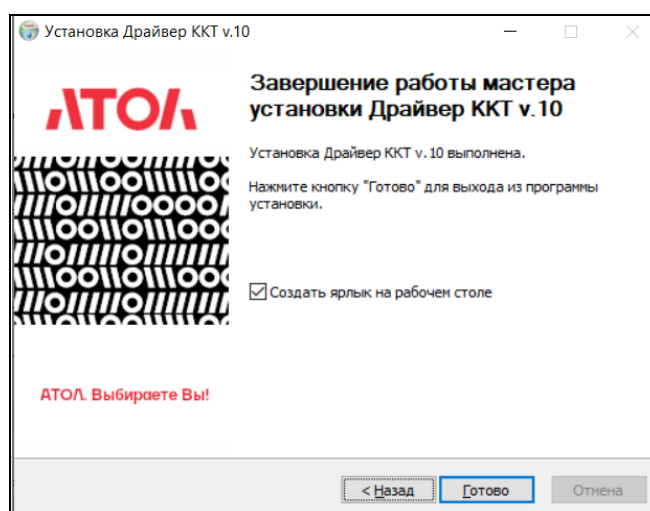 Установка Драйвер ККТ v.10
АТОЛ
Завершение работы мастера
установки Драйвер ККТ v.10
Установка Драйвер ККТ v.10 выполнена.
Нажмите кнопку "Готово" для выхода из программы
установки.
Создать ярлык на рабочем столе
АТОЛ. Выбираете Вы!
< Назад
Готово
Отмена